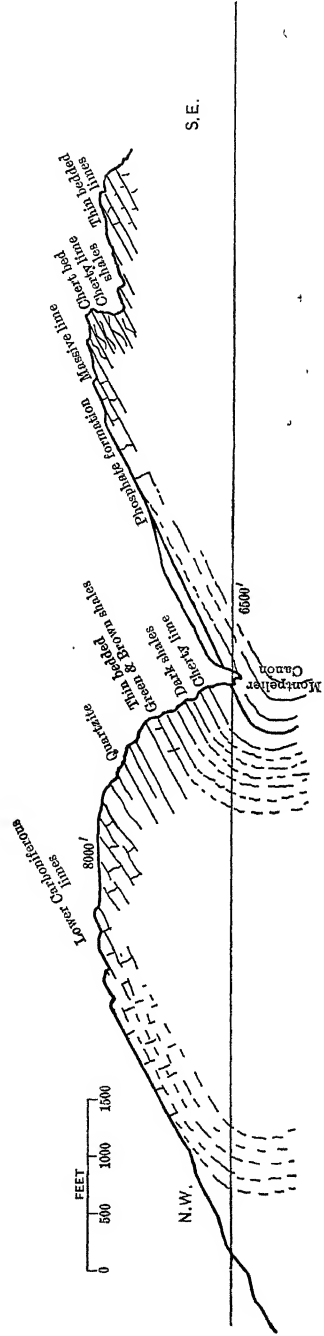 Lower Carboniferous
limes
8000'
Quartzite
Thin bedded
Green & Brown shales
Dark shales
Cherty lime
Phosphate formation
Massive lime
Chert bed
Cherty lime
shales
Thin bedded
limes
FEET
0 500 1000 1500
N.W.
6500'
Montpelier
Canon
S.E.